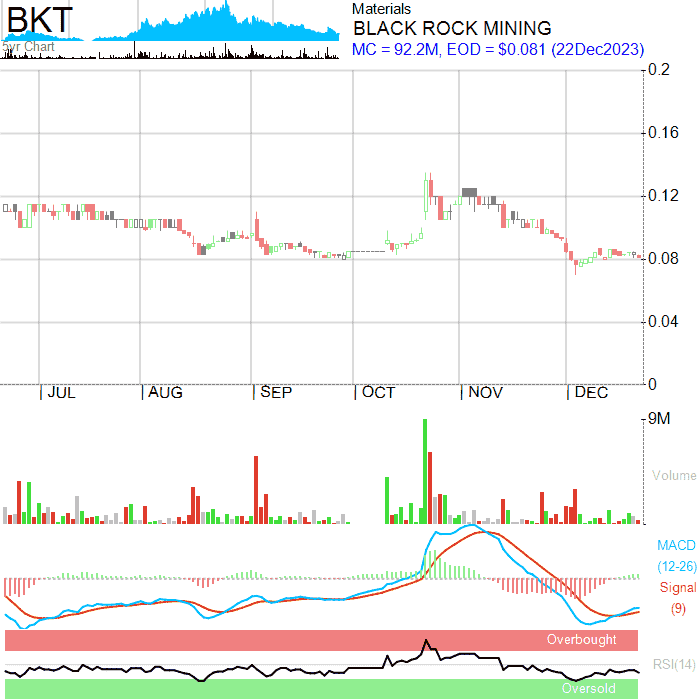 BKT
5yr Chart
Materials
BLACK ROCK MINING
MC = 92.2M, EOD = $0.081 (22Dec2023)
0.2
0.16
0.12
0.08
0.04
0
JUL
AUG
SEP
OCT
NOV
DEC
9M
Volume
MACD
(12-26)
Signal
(9)
Overbought
RSI(14)
Oversold